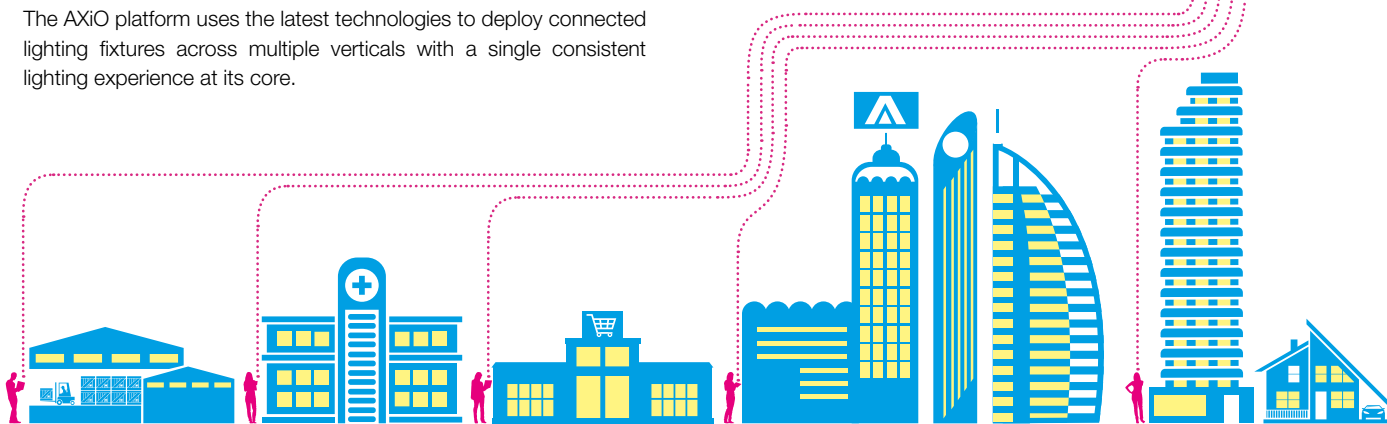 The AXiO platform uses the latest technologies to deploy connected
lighting fixtures across multiple verticals with a single consistent
lighting experience at its core.